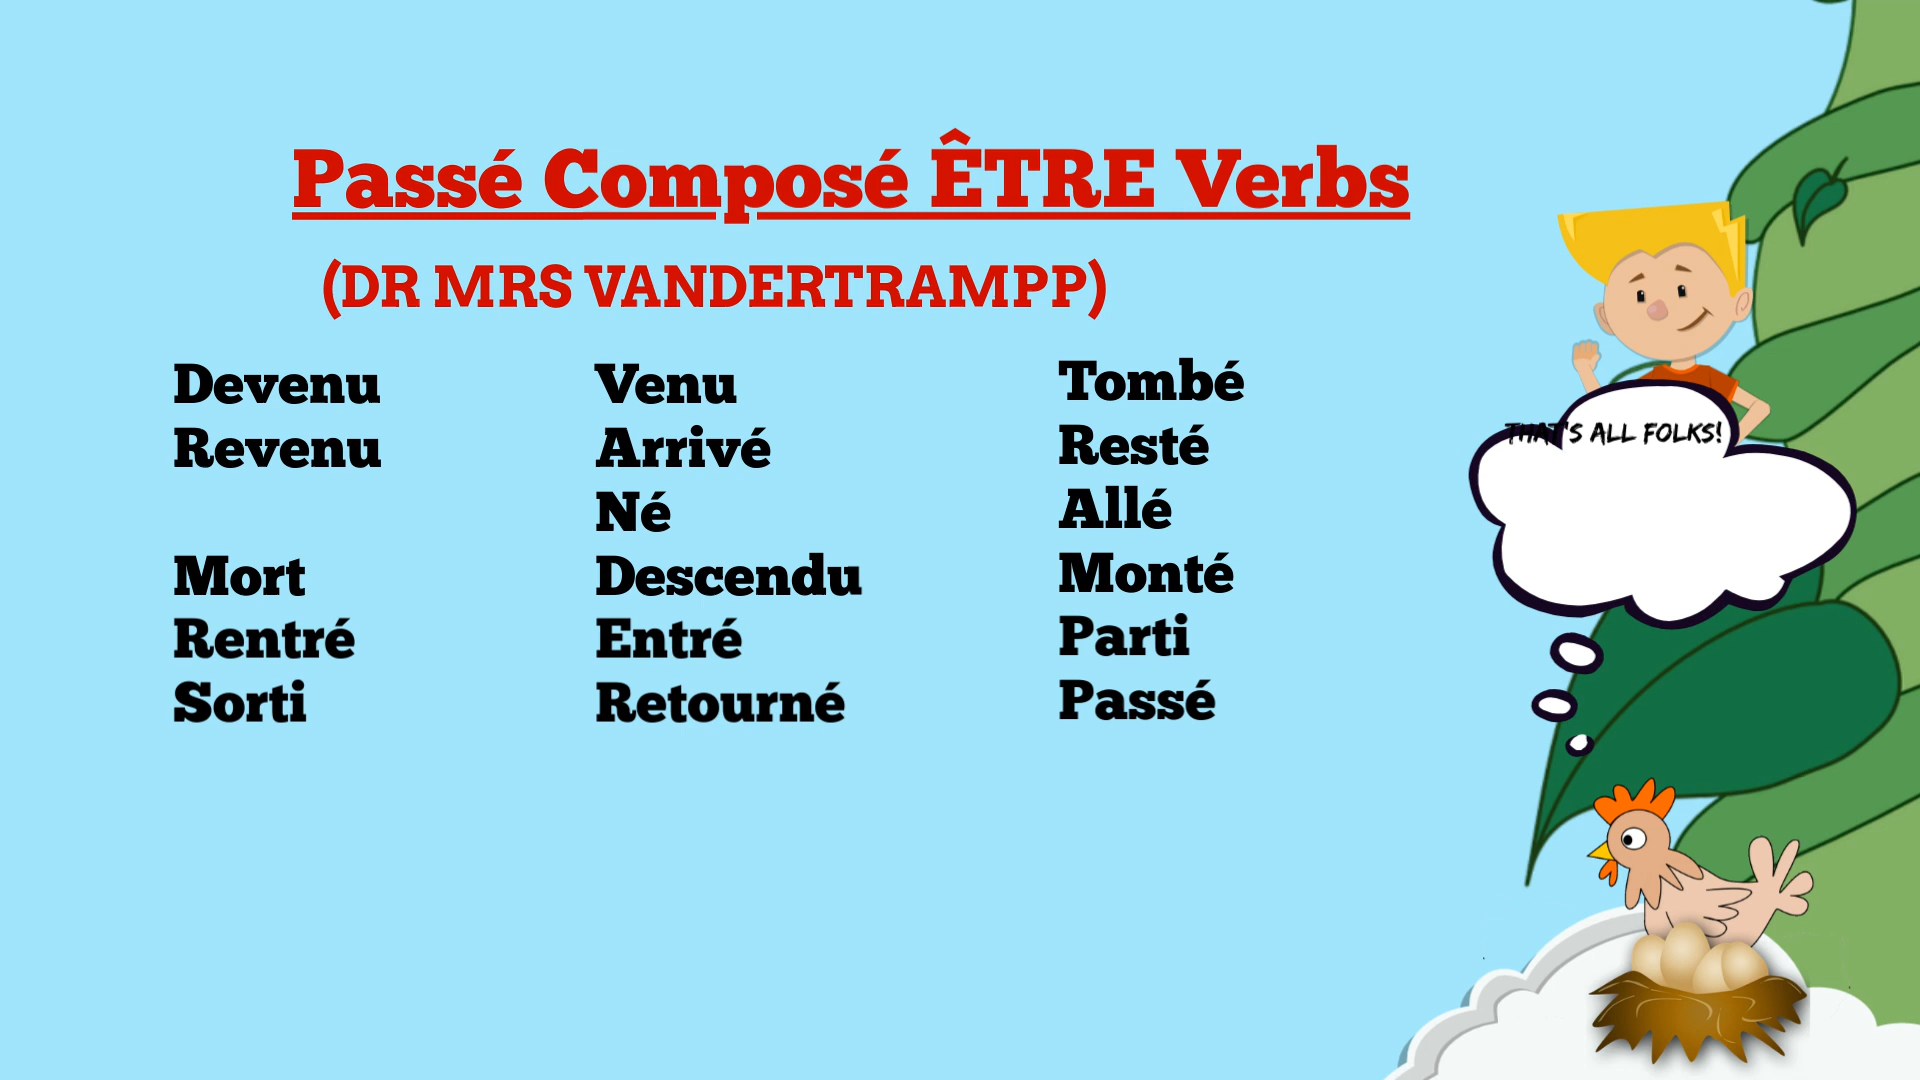 Passé Composé ÊTRE Verbs
(DR MRS VANDERTRAMPP)
Devenu
Revenu
Mort
Rentré
Sorti
Venu
Arrivé
Né
Descendu
Entré
Retourné
Tombé
Resté
Allé
Monté
Parti
Passé
THAT'S ALL FOLKS!